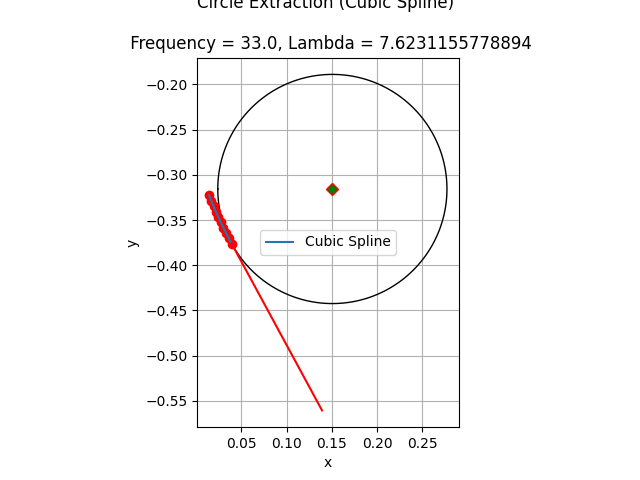 Circle Extraction (Cubic Spline)
Frequency = 33.0, Lambda = 7.6231155778894
−0.20
−0.25
−0.30
−0.35
−0.40
−0.45
−0.50
−0.55
y
Cubic Spline
0.05 0.10 0.15 0.20 0.25
x